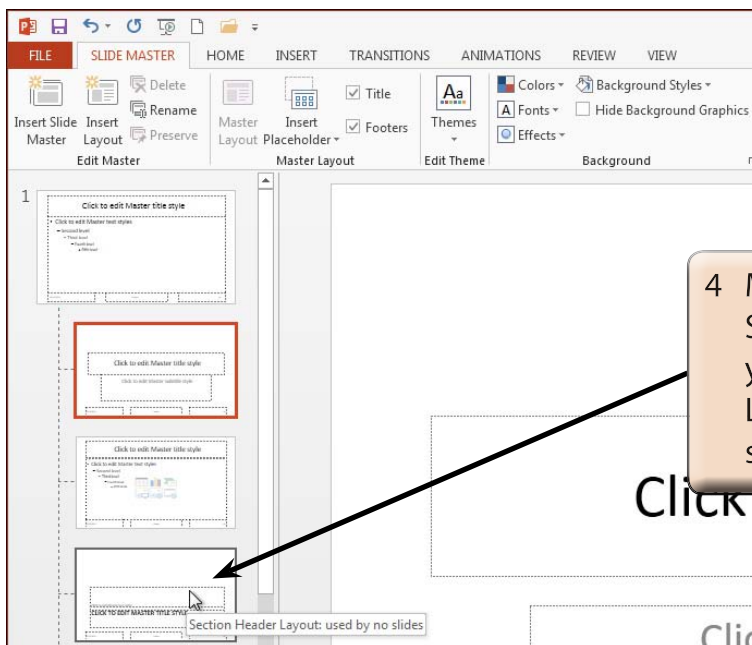 FILE SLIDE MASTER HOME INSERT TRANSITIONS ANIMATIONS REVIEW VIEW
Insert Slide Master
Insert Layout
Delete
Rename
Preserve
Edit Master
Master Layout
Insert Placeholder
Title
Footers
Master Layout
Aa
Themes
Edit Theme
Colors
A Fonts
Effects
Background Styles
Hide Background Graphics
Background
1
Click to edit Master title style
Click to edit Master text styles
Second level
Third level
Fourth level
Fifth level
Click to edit Master title style
Click to edit Master subtitle style
Click to edit Master title style
Click to edit Master text styles
Second level
Third level
Fourth level
Fifth level
CLICK TO EDIT MASTER TITLE STYLE
Section Header Layout: used by no slides
4
Click
Clic